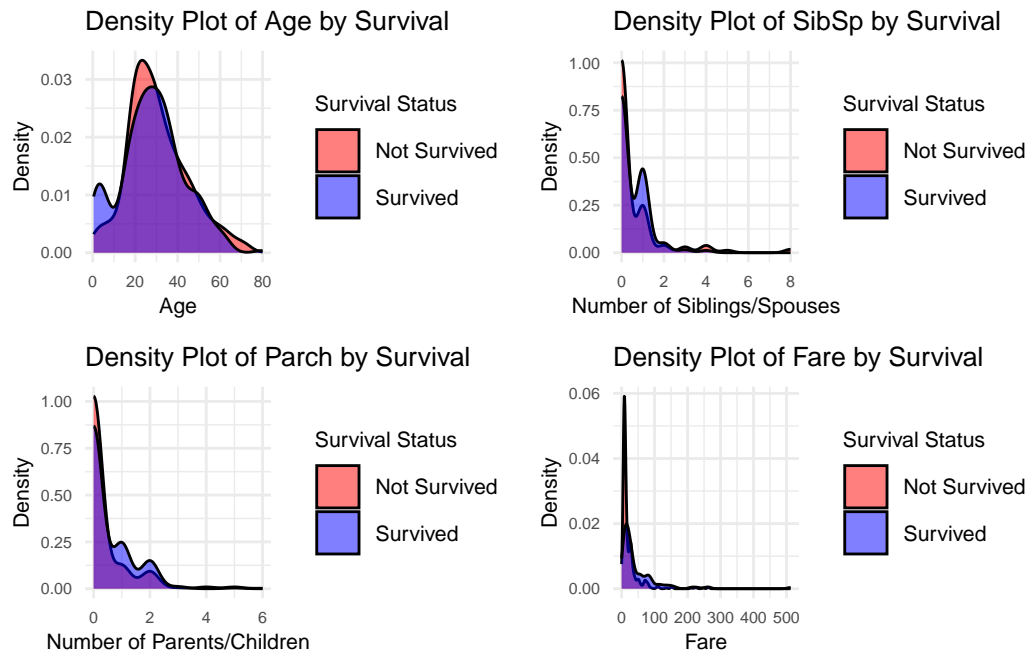 Density Plot of Age by Survival
0.03
0.02
0.01
0.00
Density
0 20 40 60 80
Age
Survival Status
Not Survived
Survived
Density Plot of SibSp by Survival
1.00
0.75
0.50
0.25
0.00
Density
0 2 4 6 8
Number of Siblings/Spouses
Survival Status
Not Survived
Survived
Density Plot of Parch by Survival
1.00
0.75
0.50
0.25
0.00
Density
0 2 4 6
Number of Parents/Children
Survival Status
Not Survived
Survived
Density Plot of Fare by Survival
0.06
0.04
0.02
0.00
Density
0 100 200 300 400 500
Fare
Survival Status
Not Survived
Survived